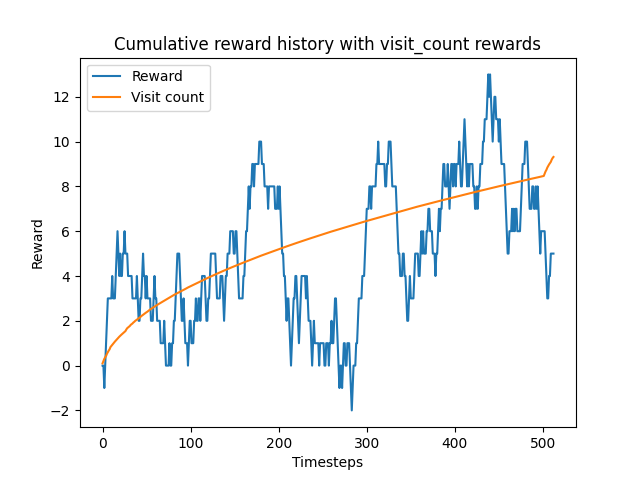 Cumulative reward history with visit_count rewards
Reward
Visit count
12
10
8
6
4
2
0
−2
Reward
0 100 200 300 400 500
Timesteps